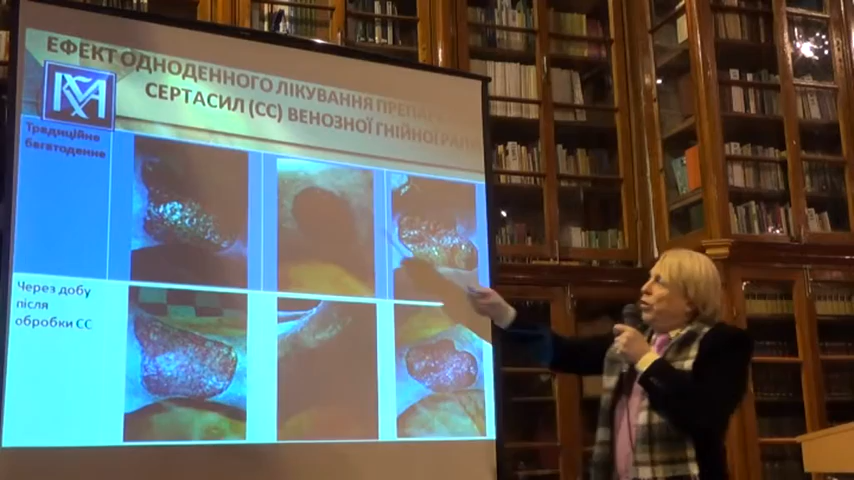 ЕФЕКТ ОДНОДЕННОГО ЛІКУВАННЯ
СЕРТАСИЛ (СС) ВЕНОЗНОЇ ГНІЙНОЇ
Традиційне
багатоденне
Через добу
після
обробки СС